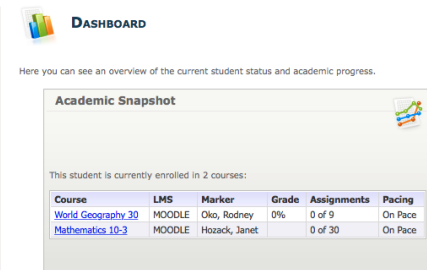 DASHBOARD
Here you can see an overview of the current student status and academic progress.
Academic Snapshot
This student is currently enrolled in 2 courses:
Course LMS Marker Grade Assignments Pacing
World Geography 30 MOODLE Oko, Rodney 0% 0 of 9 On Pace
Mathematics 10-3 MOODLE Hozack, Janet 0 of 30 On Pace